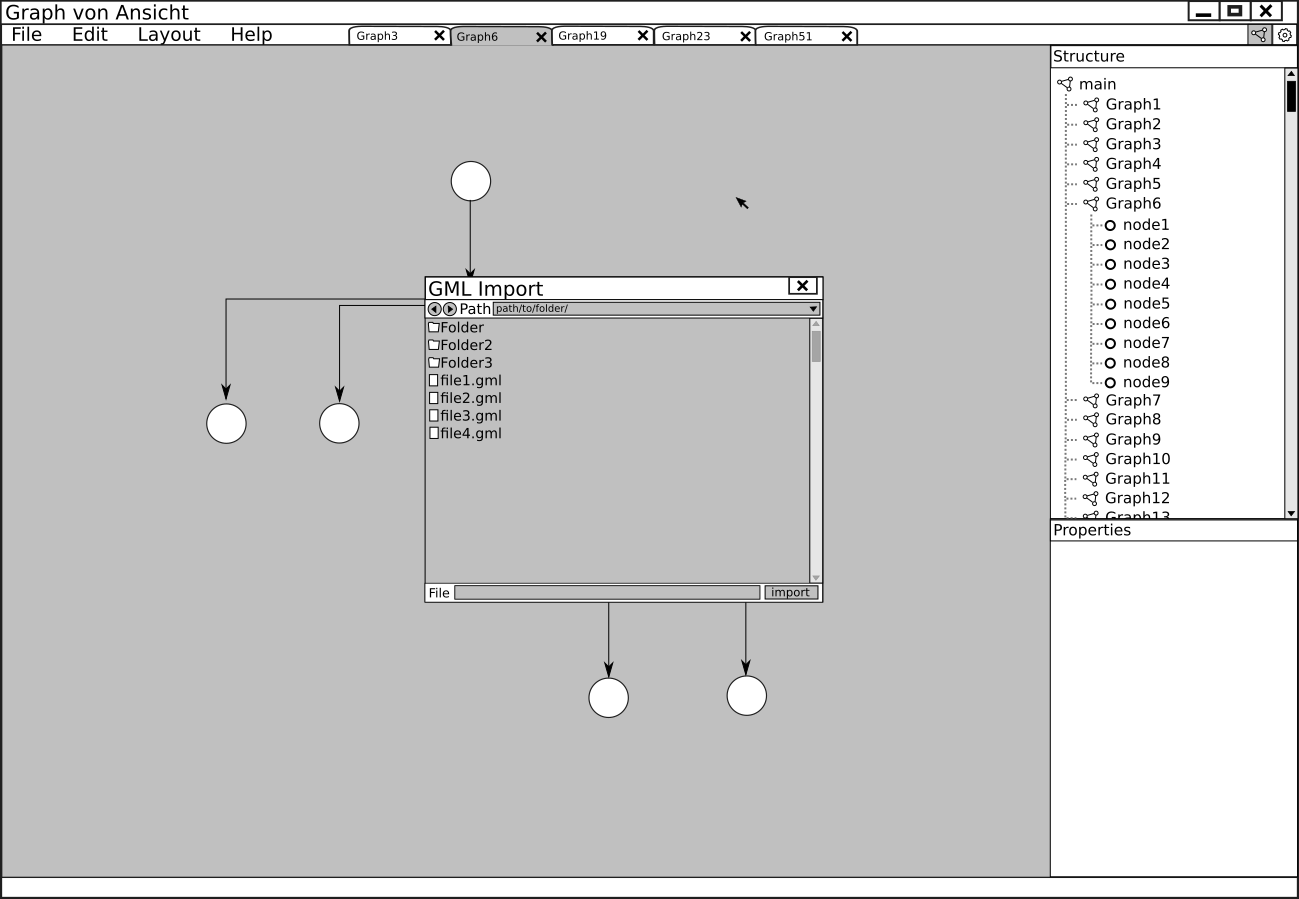 Graph von Ansicht
File Edit Layout Help
Graph3 Graph6 Graph19 Graph23 Graph51
Structure
main
Graph1
Graph2
Graph3
Graph4
Graph5
Graph6
node1
node2
node3
node4
node5
node6
node7
node8
node9
Graph7
Graph8
Graph9
Graph10
Graph11
Graph12
Graph13
Properties
GML Import
Path path/to/folder/
Folder
Folder2
Folder3
file1.gml
file2.gml
file3.gml
file4.gml
File import